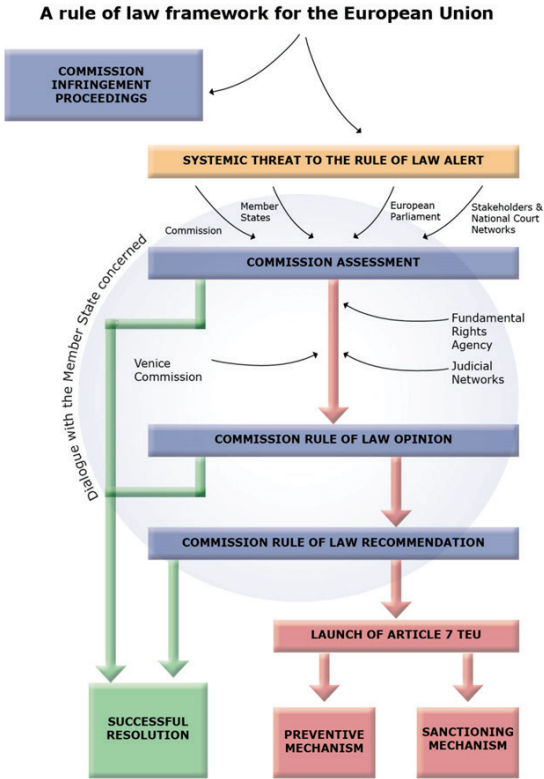 A rule of law framework for the European Union
COMMISSION
INFRINGEMENT
PROCEEDINGS
SYSTEMIC THREAT TO THE RULE OF LAW ALERT
Commission
Member
States
European
Parliament
Stakeholders &
National Court
Networks
Dialogue with the Member State concerned
COMMISSION ASSESSMENT
Fundamental
Rights
Agency
Venice
Commission
Judicial
Networks
COMMISSION RULE OF LAW OPINION
COMMISSION RULE OF LAW RECOMMENDATION
LAUNCH OF ARTICLE 7 TEU
SUCCESSFUL
RESOLUTION
PREVENTIVE
MECHANISM
SANCTIONING
MECHANISM